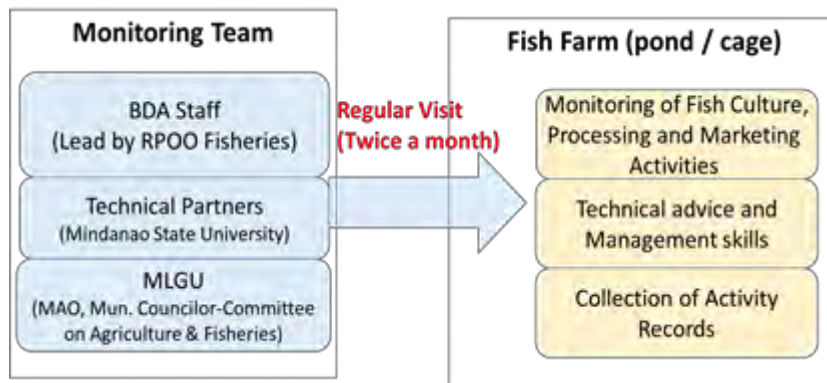 Monitoring Team
BDA Staff
(Lead by RPOO Fisheries)
Technical Partners
(Mindanao State University)
MLGU
(MAO, Mun. Councilor-Committee
on Agriculture & Fisheries)
Regular Visit
(Twice a month)
Fish Farm (pond / cage)
Monitoring of Fish Culture,
Processing and Marketing
Activities
Technical advice and
Management skills
Collection of Activity
Records